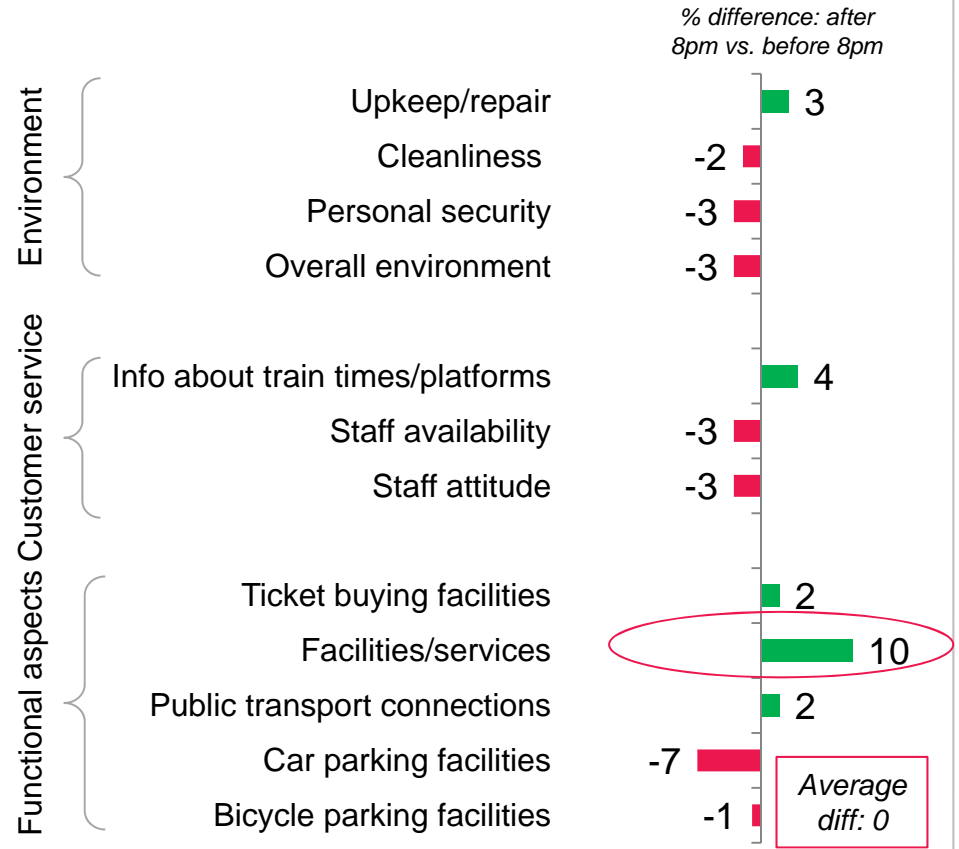 % difference: after
8pm vs. before 8pm
Environment
Upkeep/repair 3
Cleanliness -2
Personal security -3
Overall environment -3
Customer service
Info about train times/platforms 4
Staff availability -3
Staff attitude -3
Functional aspects
Ticket buying facilities 2
Facilities/services 10
Public transport connections 2
Car parking facilities -7
Bicycle parking facilities -1
Average
diff: 0